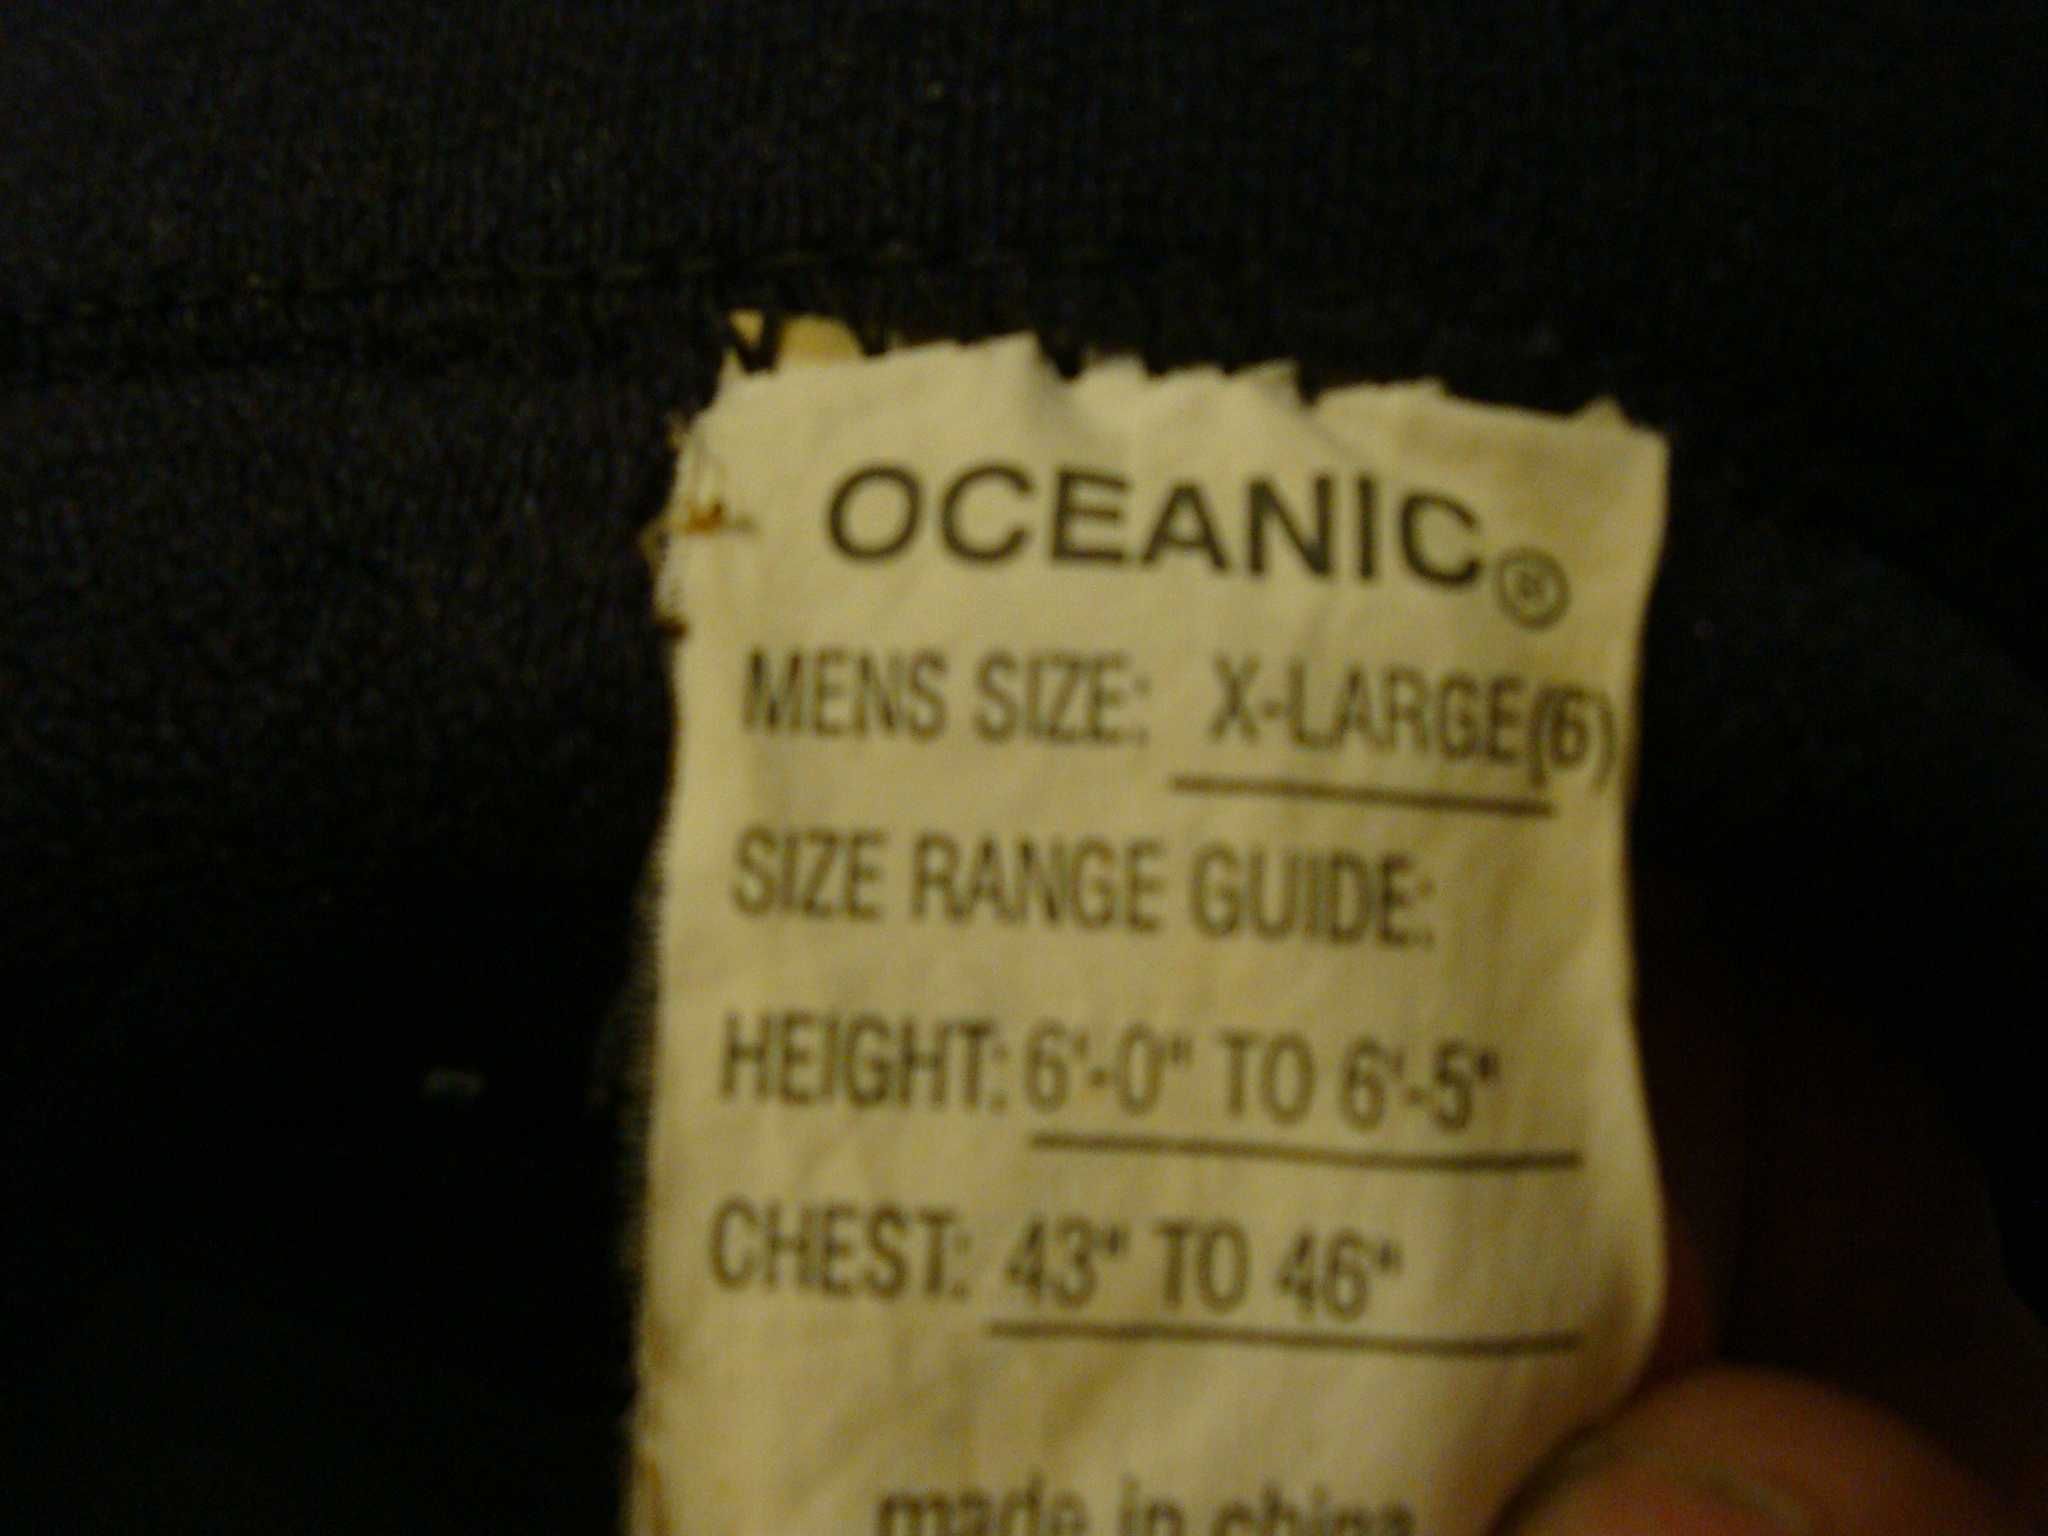 OCEANIC®
MENS SIZE: X-LARGE(6)
SIZE RANGE GUIDE:
HEIGHT: 6'-0" TO 6'-5"
CHEST: 43" TO 46"
made in china